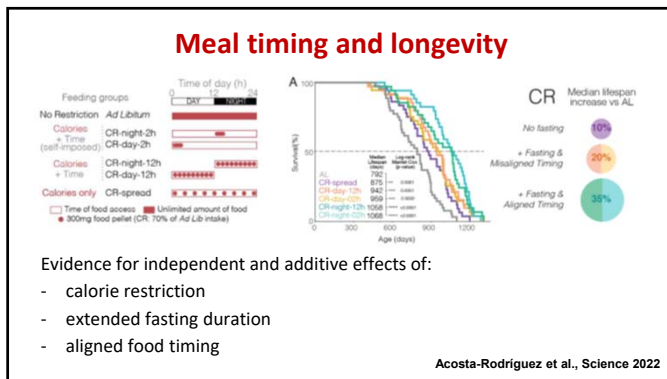 Meal timing and longevity
Time of day (h)
0 12 24
Feeding groups
DAY NIGHT
No Restriction Ad Libitum
Calories
+ Time
(self-imposed)
CR-night-2h
CR-day-2h
Calories
+ Time
CR-night-12h
CR-day-12h
Calories only CR-spread
Time of food access Unlimited amount of food
300mg food pellet (CR: 70% of Ad Lib intake)
A
Survival(%)
100
50
0
Median
Lifespan
(days)
Log-rank
Mantel Cox
(p-value)
AL 792
CR-spread 875
CR-day-12h 942
CR-day-02h 959
CR-night-12h 1058
CR-night-02h 1068
300 600 900 1200
Age (days)
CR
Median lifespan
increase vs AL
No fasting 10%
+ Fasting &
Misaligned Timing
20%
+ Fasting &
Aligned Timing
35%
Evidence for independent and additive effects of:
- calorie restriction
- extended fasting duration
- aligned food timing
Acosta-Rodríguez et al., Science 2022